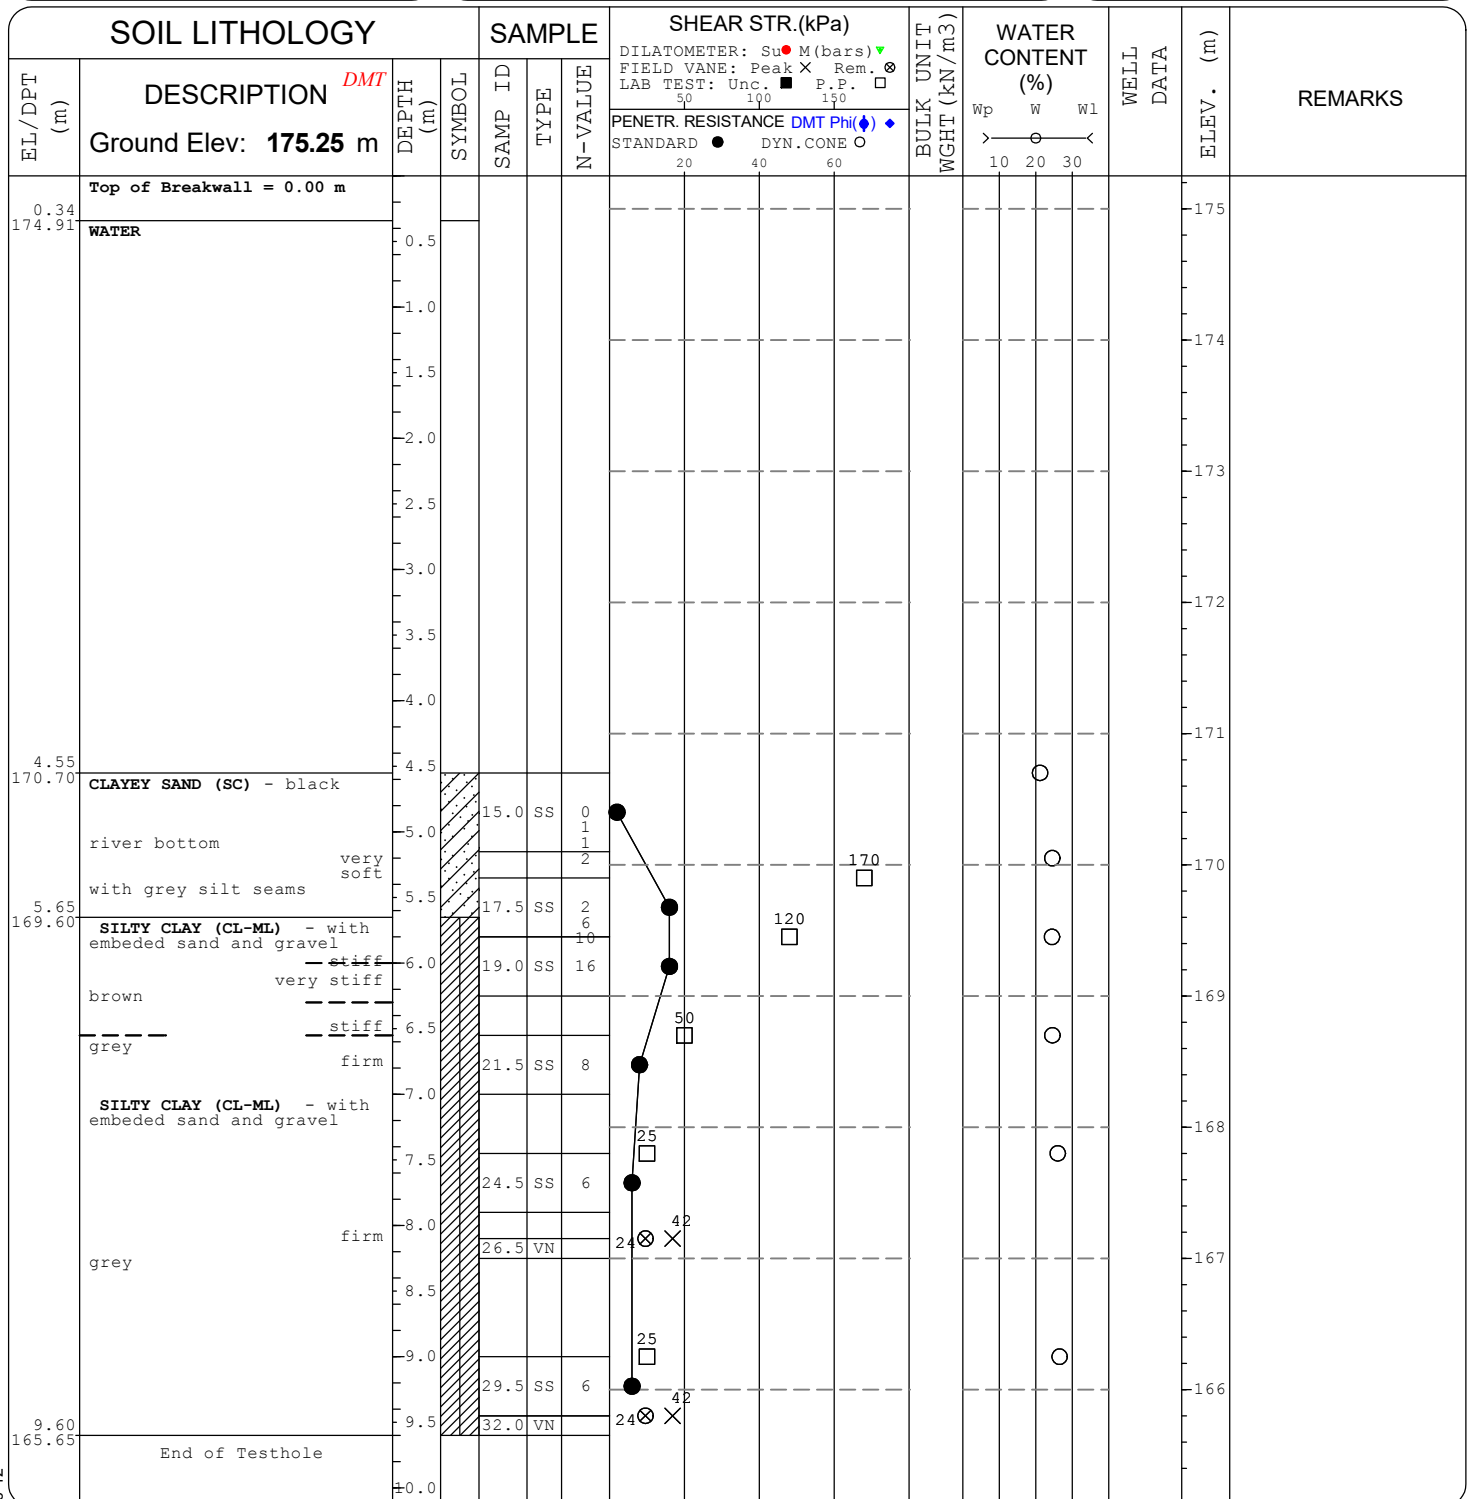 SOIL LITHOLOGY
SAMPLE
SHEAR STR.(kPa)
DILATOMETER: Su M(bars)
FIELD VANE: Peak Rem.
LAB TEST: Unc. P.P.
50 100 150
PENETR. RESISTANCE DMT Phi(ϕ)
STANDARD DYN.CONE
20 40 60
BULK UNIT
WGHT(kN/m3)
WATER
CONTENT
(%)
Wp W Wl
10 20 30
WELL
DATA
ELEV. (m)
REMARKS
EL/DPT
(m)
DESCRIPTION DMT
Ground Elev: 175.25 m
DEPTH
(m)
SYMBOL
SAMP ID
TYPE
N-VALUE
Top of Breakwall = 0.00 m
0.34
174.91
WATER
4.55
170.70
CLAYEY SAND (SC) - black
river bottom
very
soft
with grey silt seams
5.65
169.60
SILTY CLAY (CL-ML) - with
embeded sand and gravel
stiff
very stiff
brown
stiff
grey
firm
SILTY CLAY (CL-ML) - with
embeded sand and gravel
firm
grey
9.60
165.65
End of Testhole
0.5
1.0
1.5
2.0
2.5
3.0
3.5
4.0
4.5
5.0
5.5
6.0
6.5
7.0
7.5
8.0
8.5
9.0
9.5
10.0
15.0 SS 0
1
1
2
17.5 SS 2
6
10
19.0 SS 16
21.5 SS 8
24.5 SS 6
26.5 VN
29.5 SS 6
32.0 VN
170
120
50
25
42
24
25
42
24
175
174
173
172
171
170
169
168
167
166